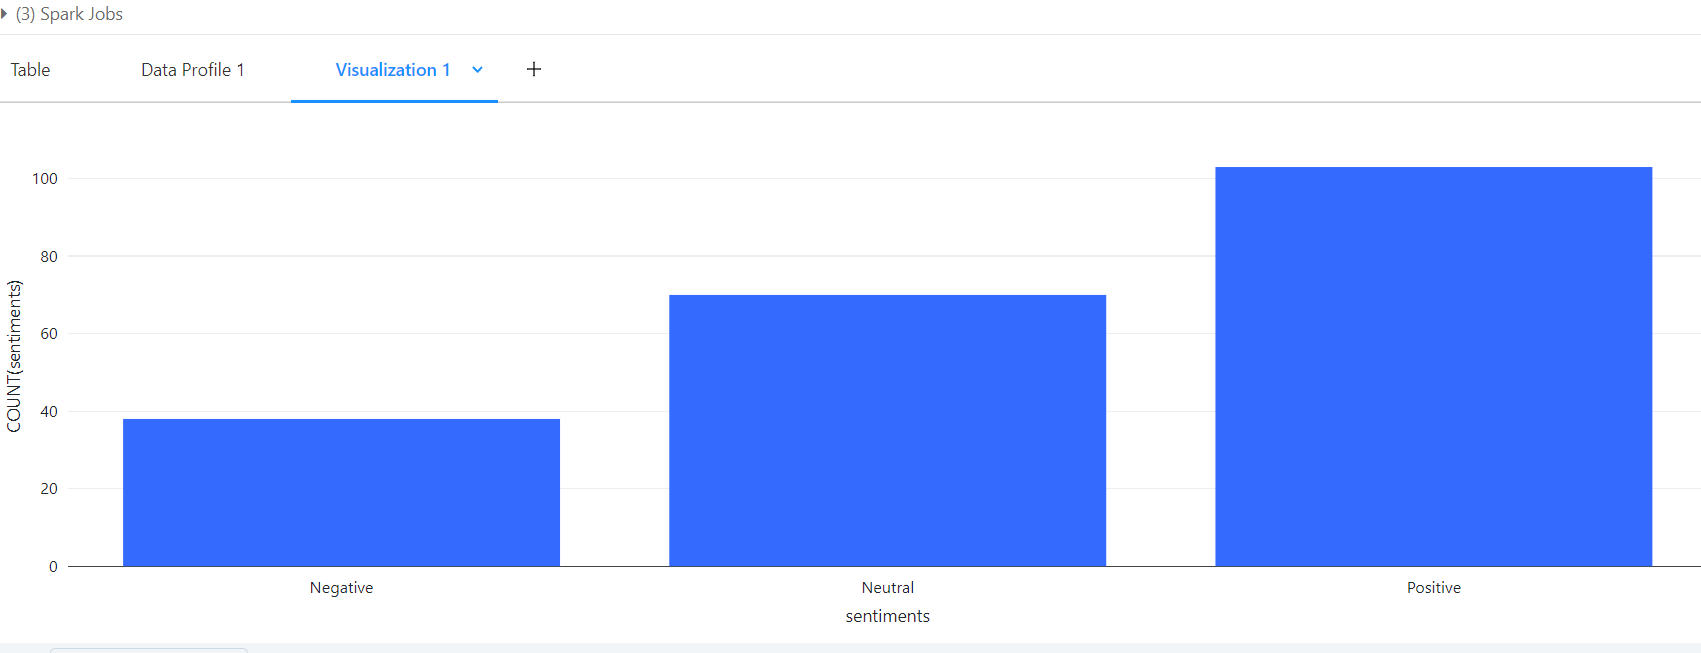 (3) Spark Jobs
Table Data Profile 1 Visualization 1 +
100
80
60
40
20
0
COUNT(sentiments)
Negative Neutral Positive
sentiments